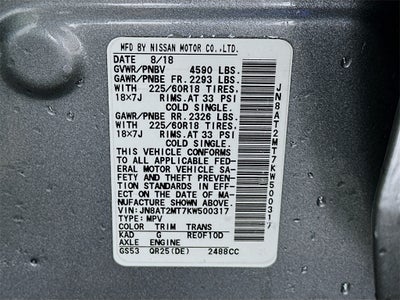 MFD BY NISSAN MOTOR CO.,LTD.
DATE 8/18
GVWR/PNBV 4590 LBS.
GAWR/PNBE FR. 2293 LBS.
WITH 225/60R18 TIRES,
18×7J RIMS.AT 33 PSI
COLD SINGLE.
GAWR/PNBE RR. 2326 LBS.
WITH 225/60R18 TIRES,
18×7J RIMS.AT 33 PSI
COLD SINGLE.
THIS VEHICLE CONFORMS
TO ALL APPLICABLE FED-
ERAL MOTOR VEHICLE SA-
FETY AND THEFT PREVEN-
TION STANDARDS IN EFF-
ECT ON THE DATE OF MA-
NUFACTURE SHOWN ABOVE.
VIN:JN8AT2MT7KW500317
TYPE: MPV
COLOR TRIM TRANS
KAD G RE0F10D
AXLE ENGINE
GS53 QR25(DE) 2488CC
JN8AT2MT7KW500317